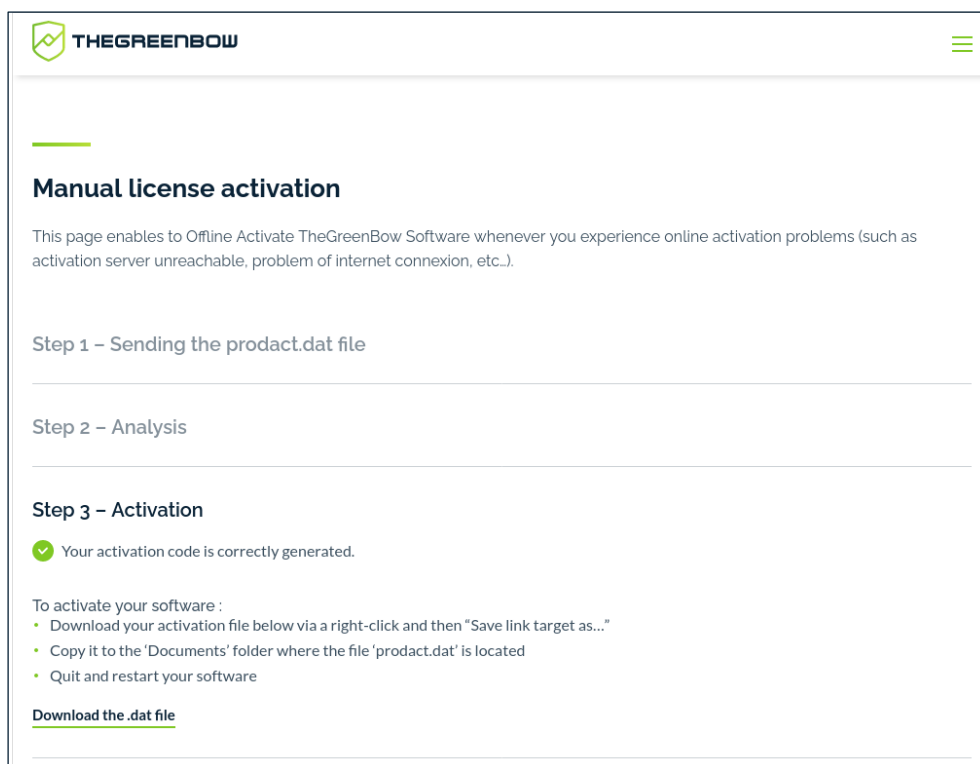 THEGREENBOW
Manual license activation
This page enables to Offline Activate TheGreenBow Software whenever you experience online activation problems (such as
activation server unreachable, problem of internet connexion, etc…).
Step 1 – Sending the prodact.dat file
Step 2 – Analysis
Step 3 – Activation
Your activation code is correctly generated.
To activate your software :
• Download your activation file below via a right-click and then “Save link target as…”
• Copy it to the ‘Documents’ folder where the file ‘prodact.dat’ is located
• Quit and restart your software
Download the .dat file